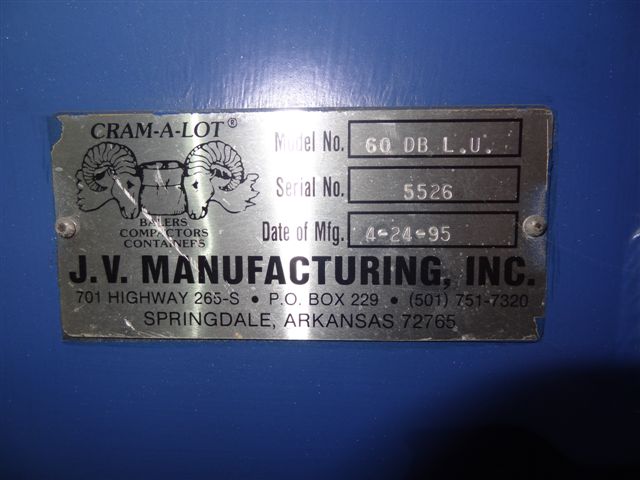 CRAM-A-LOT®
BALERS
COMPACTORS
CONTAINERS
Model No. 60 DB L.U.
Serial No. 5526
Date of Mfg. 4-24-95
J.V. MANUFACTURING, INC.
701 HIGHWAY 265-S • P.O. BOX 229 • (501) 751-7320
SPRINGDALE, ARKANSAS 72765